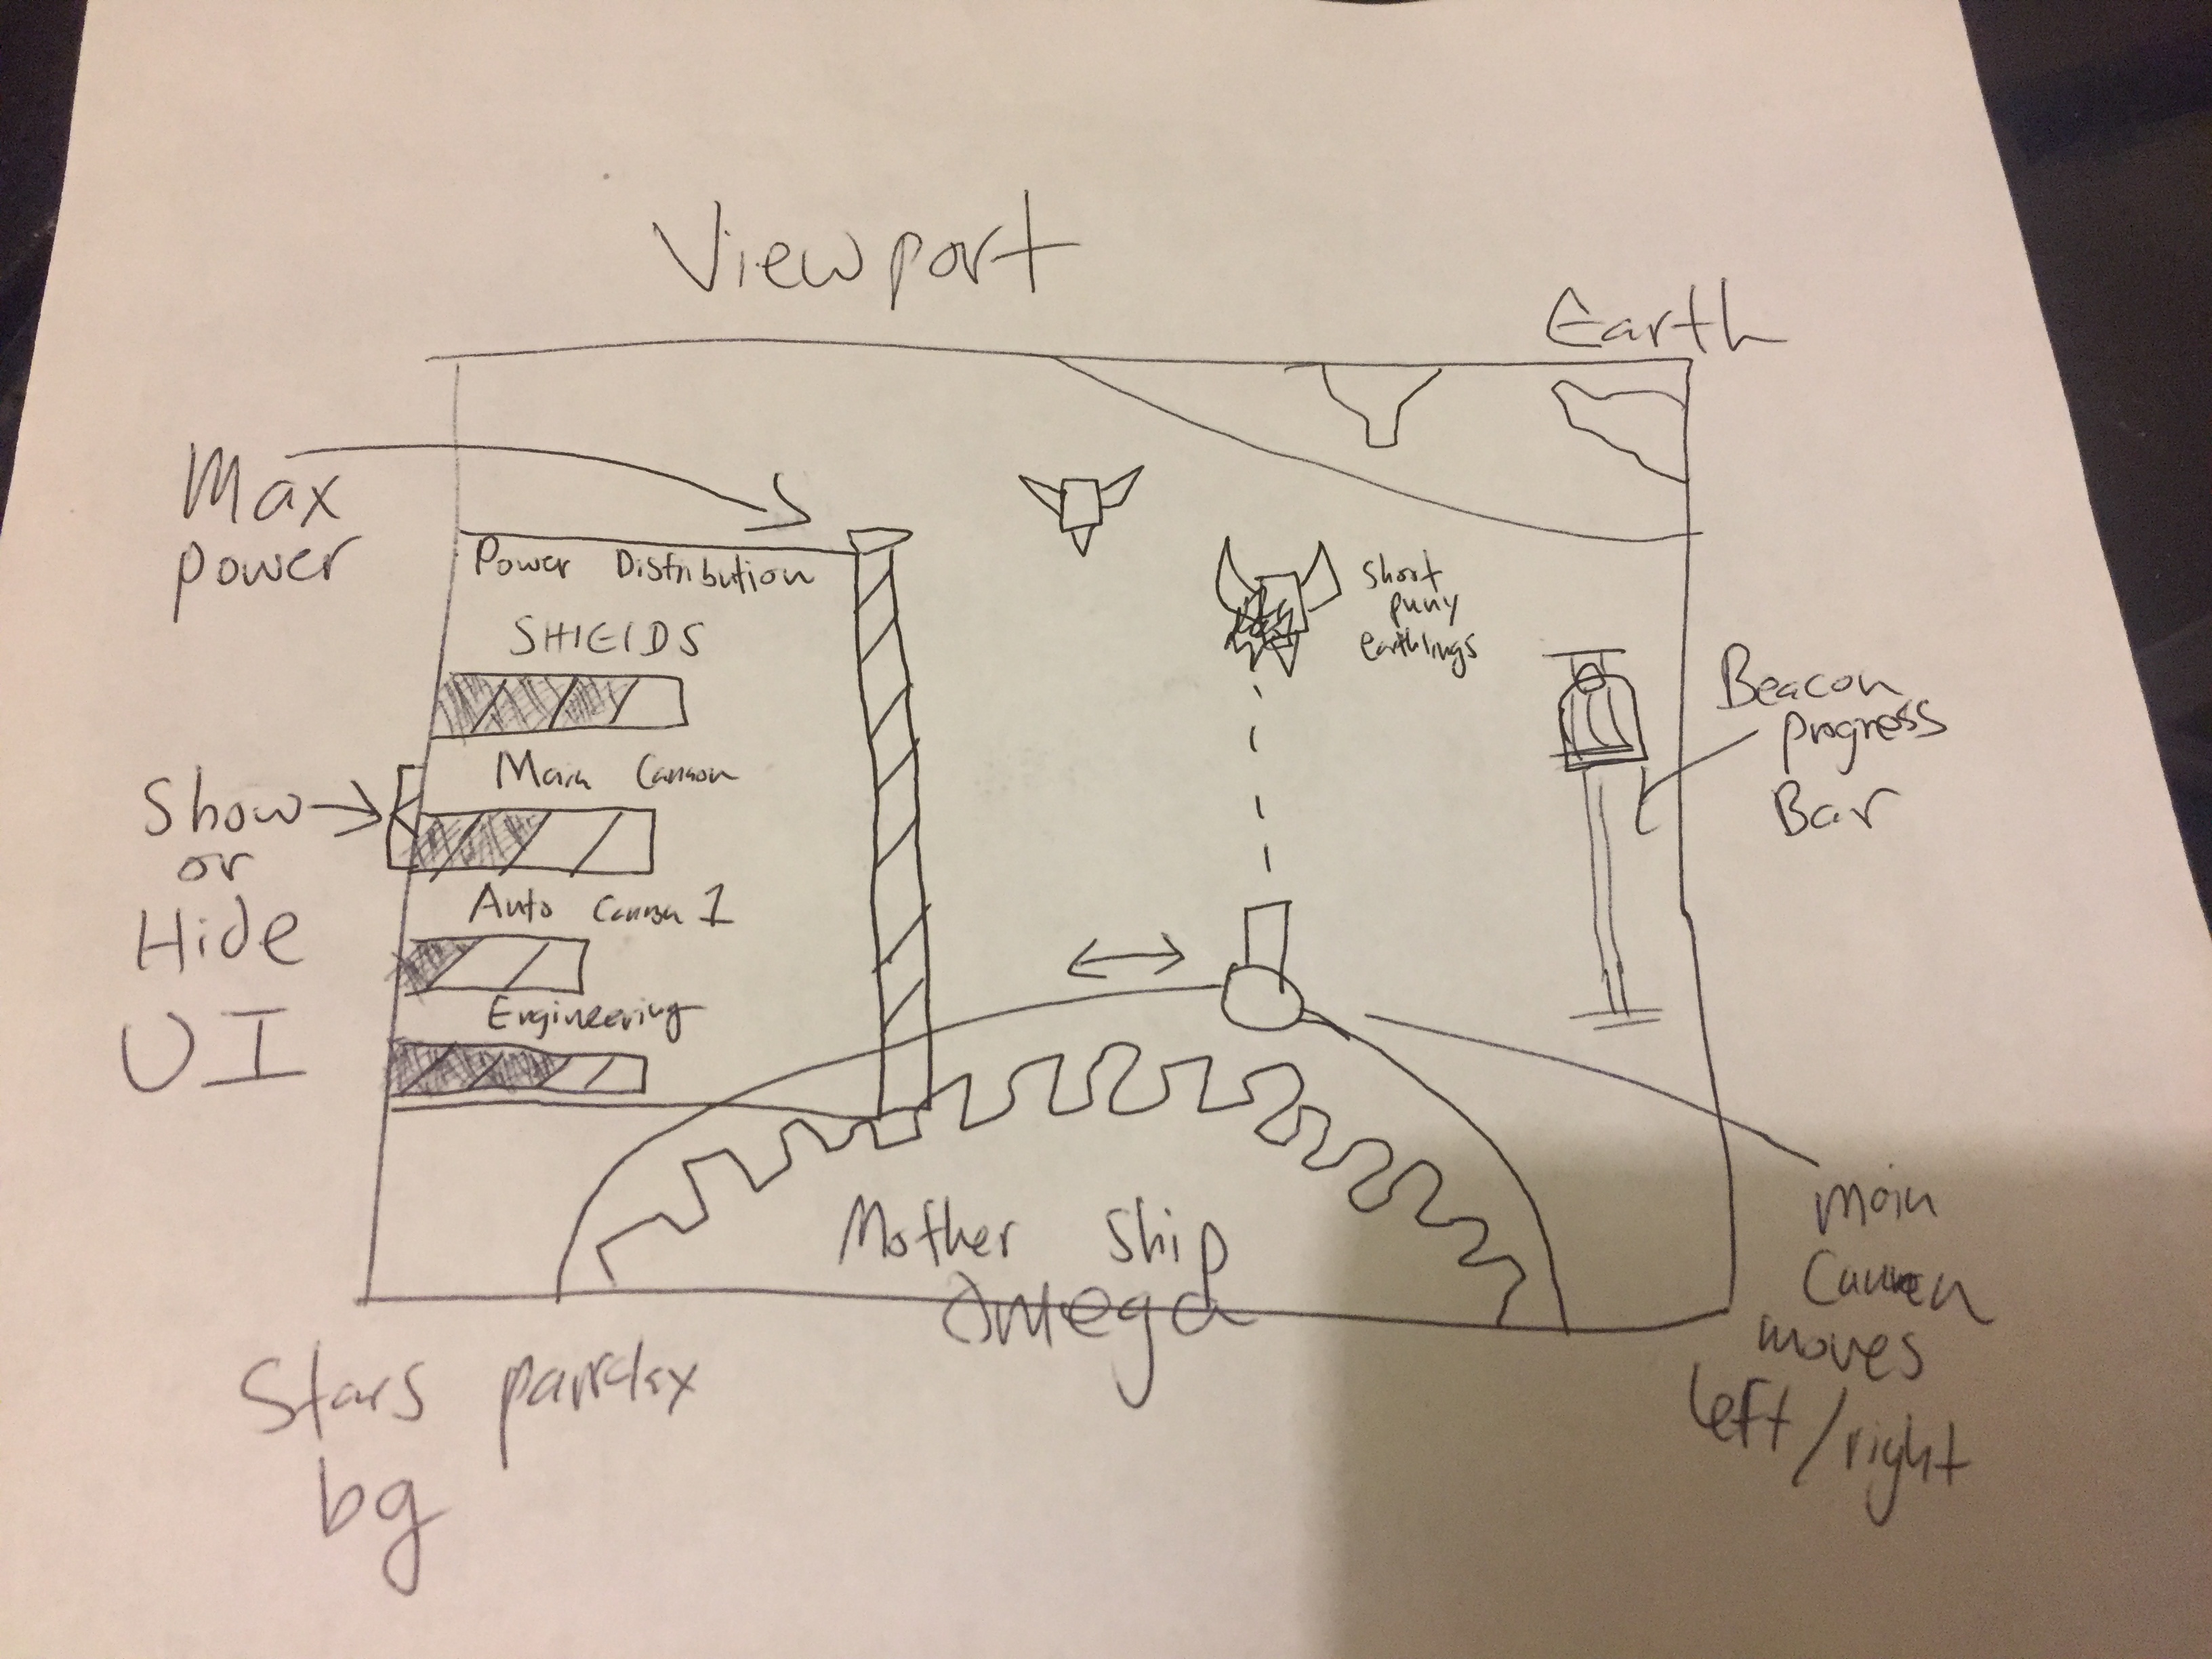 Viewport
Earth
Max
power
Power Distribution
SHIELDS
Main Cannon
Auto Cannon 1
Engineering
Show
or
Hide
UI
shoot
puny
earthlings
Beacon
progress
Bar
Mother Ship
Omega
Main
Cannon
moves
left/right
Stars parralax
bg